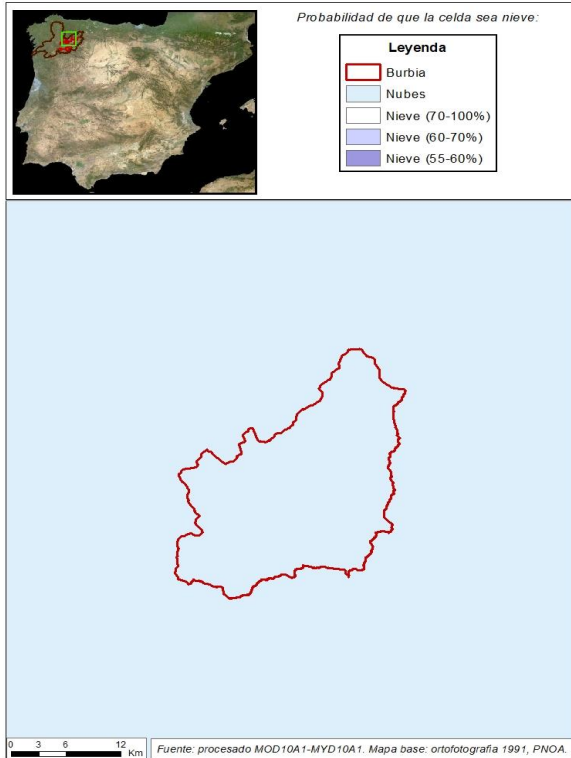 Probabilidad de que la celda sea nieve:
Leyenda
Burbia
Nubes
Nieve (70-100%)
Nieve (60-70%)
Nieve (55-60%)
0 3 6 12
Km
Fuente: procesado MOD10A1-MYD10A1. Mapa base: ortofotografia 1991, PNOA.